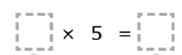 × 5 =